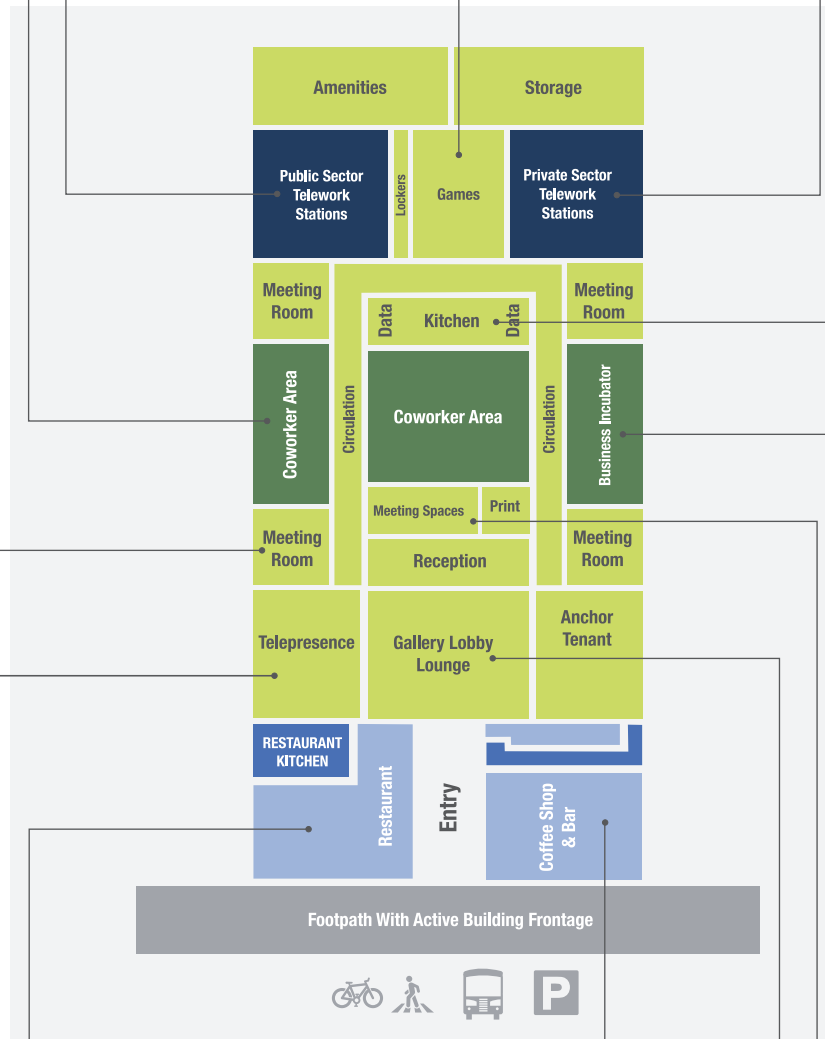 Amenities
Storage
Public Sector
Telework
Stations
Lockers
Games
Private Sector
Telework
Stations
Meeting
Room
Data
Kitchen
Data
Meeting
Room
Coworker Area
Circulation
Coworker Area
Circulation
Business Incubator
Meeting Spaces
Print
Meeting
Room
Reception
Meeting
Room
Telepresence
Gallery Lobby
Lounge
Anchor
Tenant
RESTAURANT
KITCHEN
Restaurant
Entry
Coffee Shop
& Bar
Footpath With Active Building Frontage
P